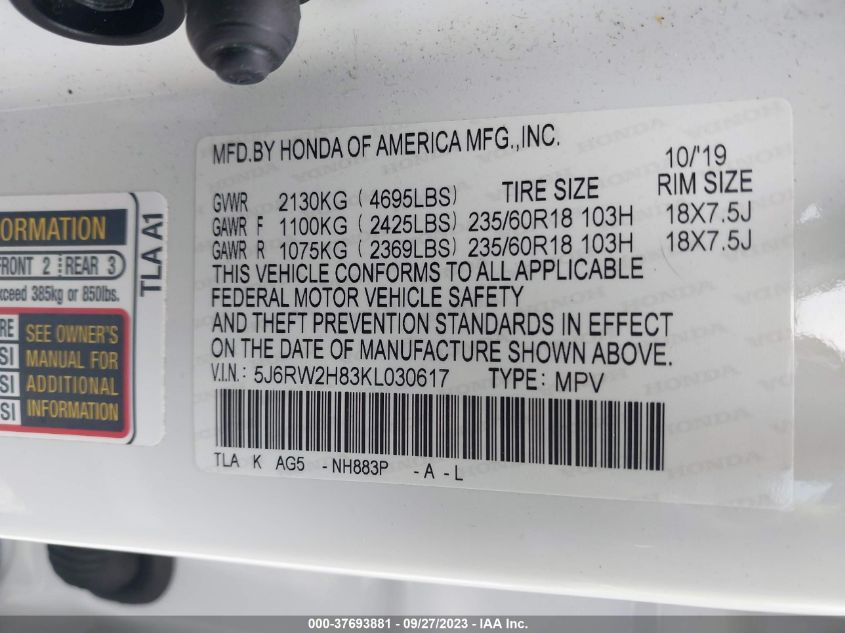 MFD.BY HONDA OF AMERICA MFG.,INC. 10/'19
GVWR 2130KG ( 4695LBS) TIRE SIZE RIM SIZE
GAWR F 1100KG ( 2425LBS) 235/60R18 103H 18X7.5J
GAWR R 1075KG ( 2369LBS) 235/60R18 103H 18X7.5J
THIS VEHICLE CONFORMS TO ALL APPLICABLE
FEDERAL MOTOR VEHICLE SAFETY
AND THEFT PREVENTION STANDARDS IN EFFECT
ON THE DATE OF MANUFACTURE SHOWN ABOVE.
V.I.N.: 5J6RW2H83KL030617 TYPE: MPV
TLA K AG5 -NH883P -A-L
FRONT 2 REAR 3
385kg or 850lbs.
TLA A1
SEE OWNER'S
MANUAL FOR
ADDITIONAL
INFORMATION
000-37693881 / 09/27/2023 - IAA Inc.